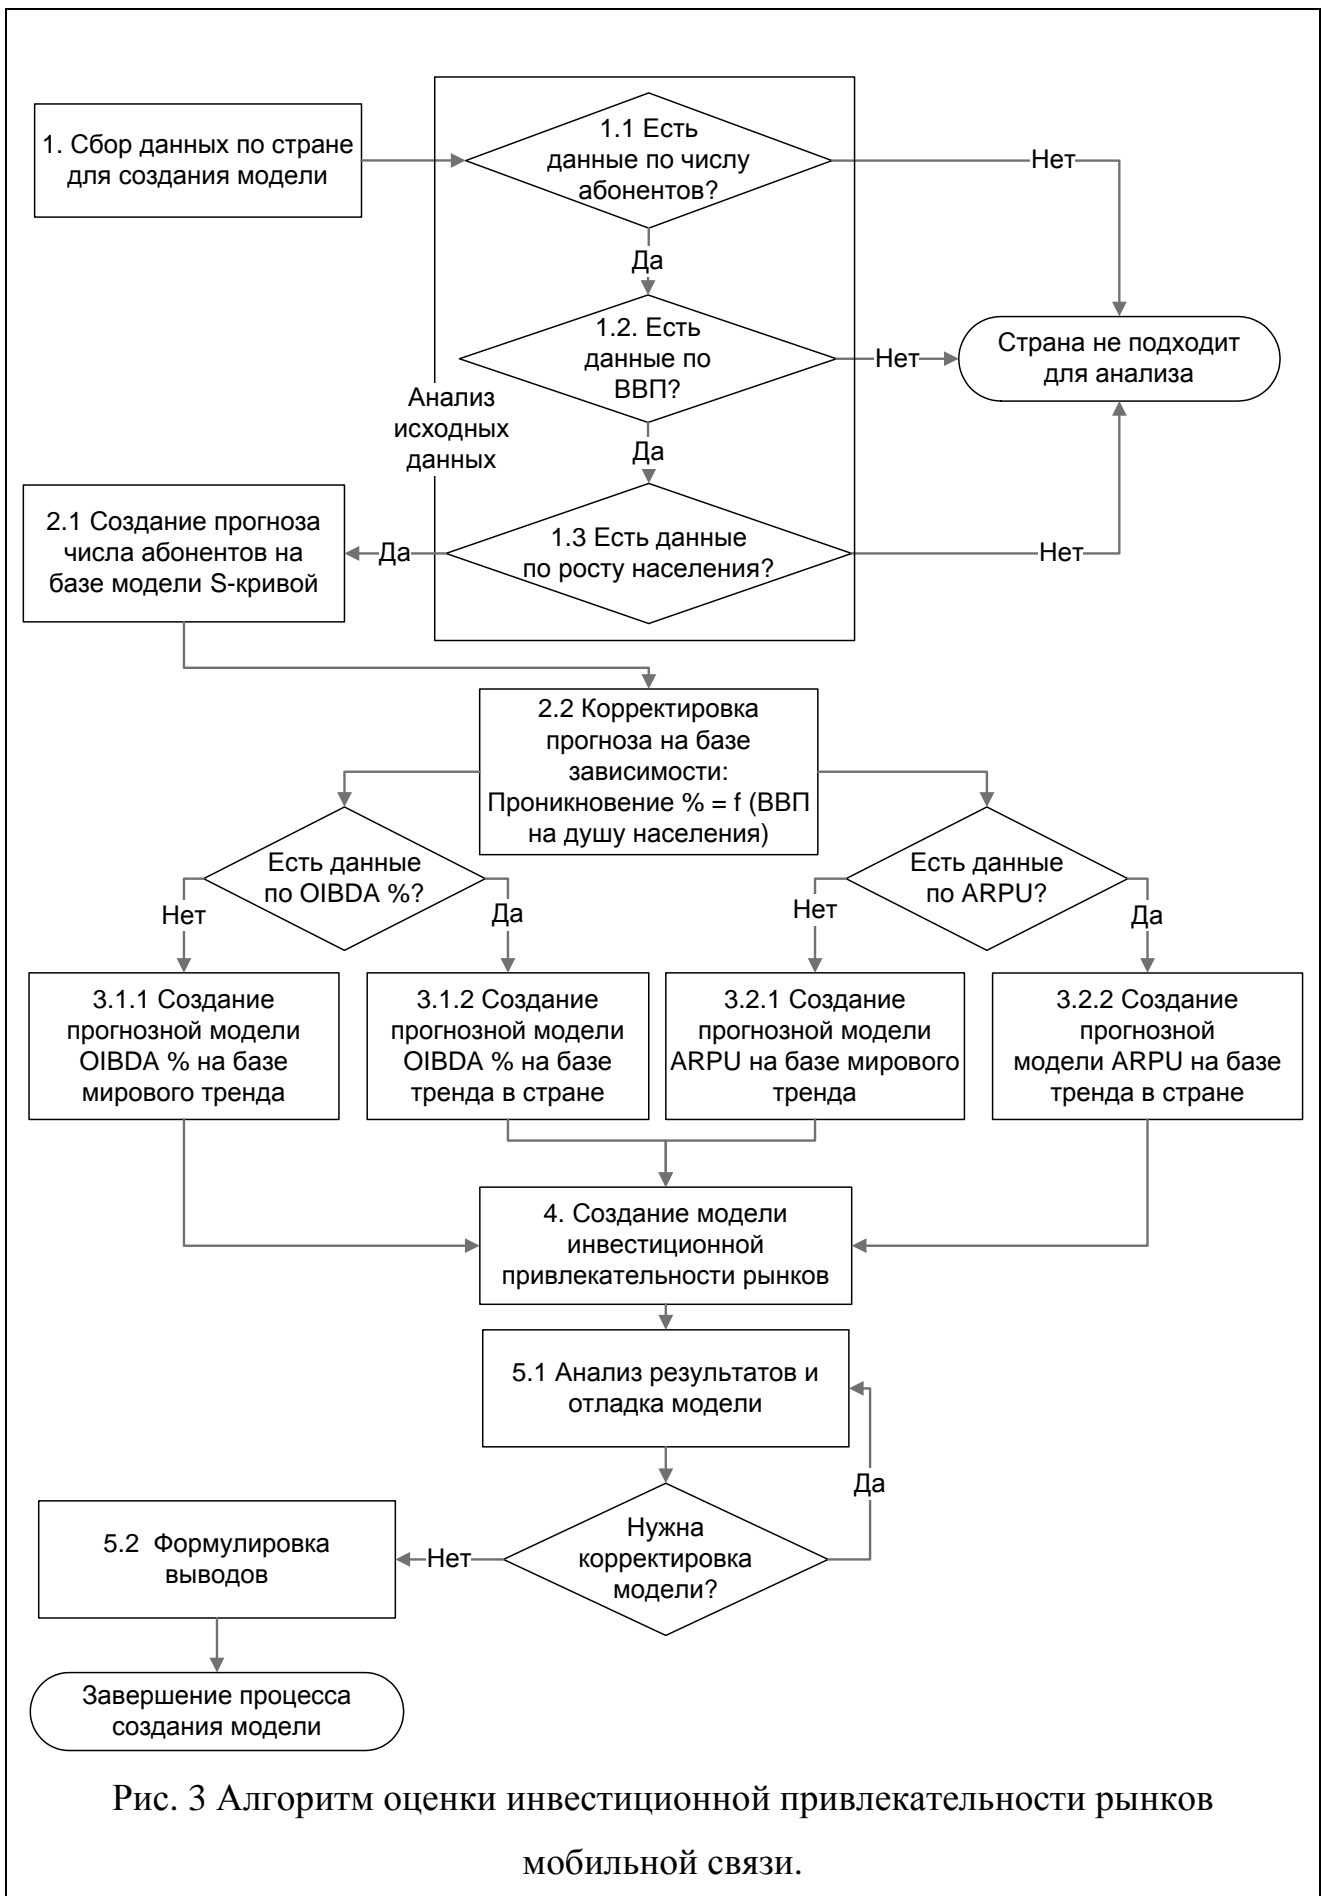 1. Сбор данных по стране
для создания модели
1.1 Есть
данные по числу
абонентов?
Нет
Да
1.2. Есть
данные по
ВВП?
Нет
Страна не подходит
для анализа
Анализ
исходных
данных
Да
2.1 Создание прогноза
числа абонентов на
базе модели S-кривой
Да
1.3 Есть данные
по росту населения?
Нет
2.2 Корректировка
прогноза на базе
зависимости:
Проникновение % = f (ВВП
на душу населения)
Есть данные
по OIBDA %?
Есть данные
по ARPU?
Нет
Да
Нет
Да
3.1.1 Создание
прогнозной модели
OIBDA % на базе
мирового тренда
3.1.2 Создание
прогнозной модели
OIBDA % на базе
тренда в стране
3.2.1 Создание
прогнозной модели
ARPU на базе мирового
тренда
3.2.2 Создание
прогнозной
модели ARPU на базе
тренда в стране
4. Создание модели
инвестиционной
привлекательности рынков
5.1 Анализ результатов и
отладка модели
Да
5.2 Формулировка
выводов
Нет
Нужна
корректировка
модели?
Завершение процесса
создания модели
Рис. 3 Алгоритм оценки инвестиционной привлекательности рынков
мобильной связи.